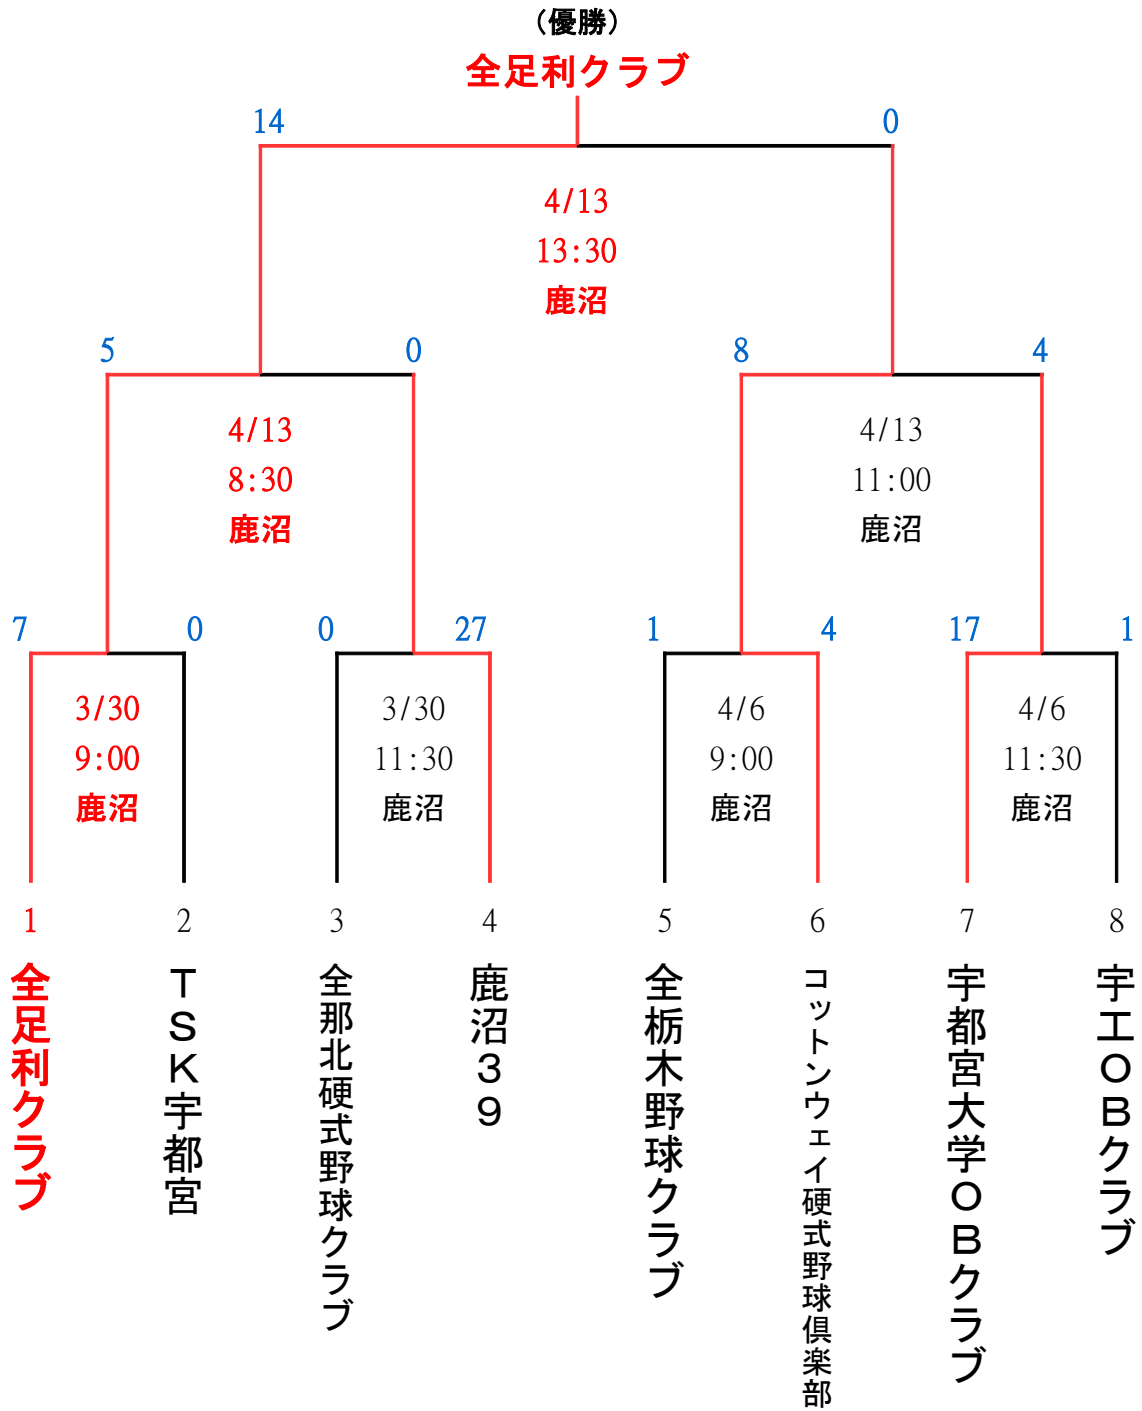 （優勝）
全足利クラブ
14
0
4/13
13:30
鹿沼
5
0
8
4
4/13
8:30
鹿沼
4/13
11:00
鹿沼
7
0
0
27
1
4
17
1
3/30
9:00
鹿沼
3/30
11:30
鹿沼
4/6
9:00
鹿沼
4/6
11:30
鹿沼
1
2
3
4
5
6
7
8
全足利クラブ
ＴＳＫ宇都宮
全那北硬式野球クラブ
鹿沼３９
全栃木野球クラブ
コットンウェイ硬式野球倶楽部
宇都宮大学ＯＢクラブ
宇工ＯＢクラブ